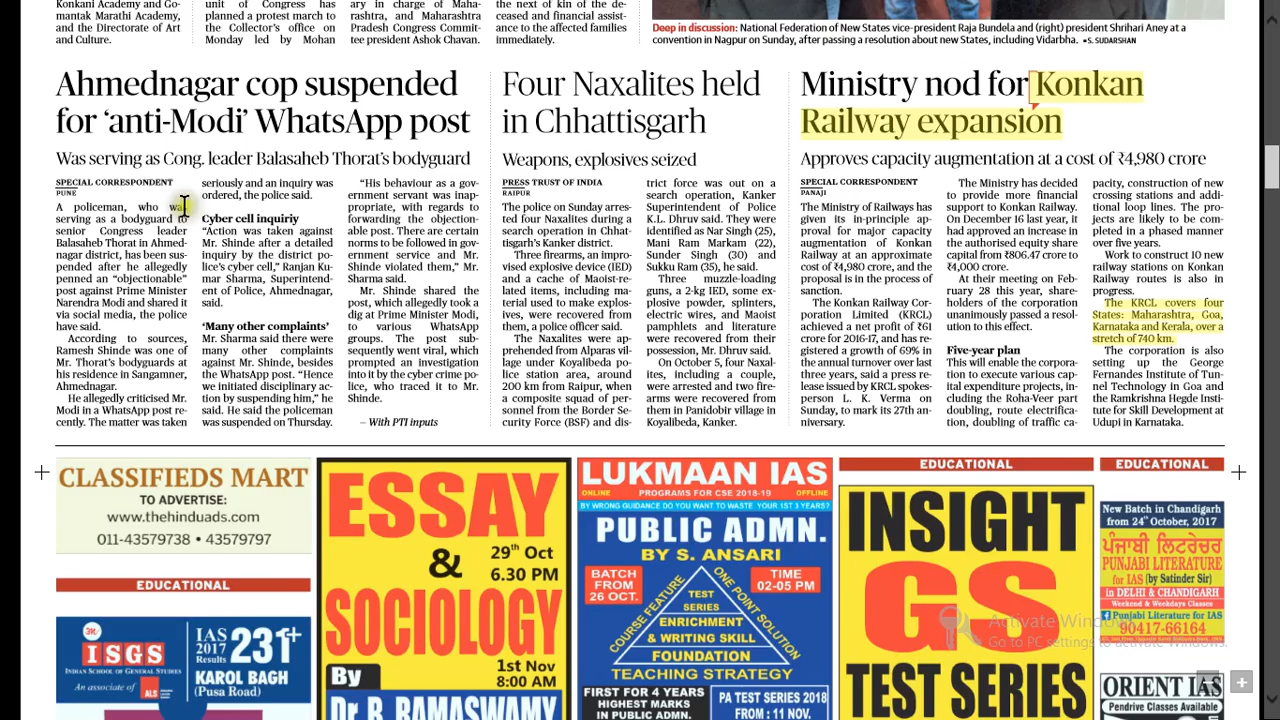 Konkani Academy and Go-
mantak Marathi Academy,
and the Directorate of Art
and Culture.
unit of Congress has
planned a protest march to
the Collector's office on
Monday led by Mohan
ary in charge of Maha-
rashtra, and Maharashtra
Pradesh Congress Commit-
tee president Ashok Chavan.
the next of kin of the de-
ceased and financial assist-
ance to the affected families
immediately.
Deep in discussion: National Federation of New States vice-president Raja Bundela and (right) president Shrihari Aney at a
convention in Nagpur on Sunday, after passing a resolution about new States, including Vidarbha. •S. SUDARSHAN
Ahmednagar cop suspended
for ‘anti-Modi’ WhatsApp post
Was serving as Cong. leader Balasaheb Thorat's bodyguard
SPECIAL CORRESPONDENT
PUNE
A policeman, who was
serving as a bodyguard to
senior Congress leader
Balasaheb Thorat in Ahmed-
nagar district, has been sus-
pended after he allegedly
penned an “objectionable”
post against Prime Minister
Narendra Modi and shared it
via social media, the police
have said.
According to sources,
Ramesh Shinde was one of
Mr. Thorat's bodyguards at
his residence in Sangamner,
Ahmednagar.
He allegedly criticised Mr.
Modi in a WhatsApp post re-
cently. The matter was taken
seriously and an inquiry was
ordered, the police said.
Cyber cell inquiriy
“Action was taken against
Mr. Shinde after a detailed
inquiry by the district po-
lice's cyber cell,” Ranjan Ku-
mar Sharma, Superintend-
ent of Police, Ahmednagar,
said.
‘Many other complaints’
Mr. Sharma said there were
many other complaints
against Mr. Shinde, besides
the WhatsApp post. “Hence
we initiated disciplinary ac-
tion by suspending him,” he
said. He said the policeman
was suspended on Thursday.
“His behaviour as a gov-
ernment servant was inap-
propriate, with regards to
forwarding the objection-
able post. There are certain
norms to be followed in gov-
ernment service and Mr.
Shinde violated them,” Mr.
Sharma said.
Mr. Shinde shared the
post, which allegedly took a
dig at Prime Minister Modi,
to various WhatsApp
groups. The post sub-
sequently went viral, which
prompted an investigation
into it by the cyber crime po-
lice, who traced it to Mr.
Shinde.
— With PTI inputs
Four Naxalites held
in Chhattisgarh
Weapons, explosives seized
PRESS TRUST OF INDIA
RAIPUR
The police on Sunday arres-
ted four Naxalites during a
search operation in Chhat-
tisgarh's Kanker district.
Three firearms, an im-
provised explosive device (IED)
and a cache of Maoist-re-
lated items, including ma-
terial used to make explos-
ives, were recovered from
them, a police officer said.
The Naxalites were ap-
prehended from Alparas vil-
lage under Koyalibeda po-
lice station area, around
200 km from Raipur, when
a composite squad of per-
sonnel from the Border Se-
curity Force (BSF) and dis-
trict force was out on a
search operation, Kanker
Superintendent of Police
K.L. Dhruv said. They were
identified as Nar Singh (25),
Mani Ram Markam (22),
Sunder Singh (30) and
Sukku Ram (35), he said.
Three muzzle-loading
guns, a 2-kg IED, some ex-
plosive powder, splinters,
electric wires, and Maoist
pamphlets and literature
were recovered from their
possession, Mr. Dhruv said.
On October 5, four Naxal-
ites, including a couple,
were arrested and two fire-
arms were recovered from
them in Panidobir village in
Koyalibeda, Kanker.
Ministry nod for Konkan
Railway expansion
Approves capacity augmentation at a cost of ₹4,980 crore
SPECIAL CORRESPONDENT
PANAJI
The Ministry of Railways has
given its in-principle ap-
proval for major capacity
augmentation of Konkan
Railway at an approximate
cost of ₹4,980 crore, and the
proposal is in the process of
sanction.
The Konkan Railway Cor-
poration Limited (KRCL)
achieved a net profit of ₹61
crore for 2016-17, and has re-
gistered a growth of 69% in
the annual turnover over last
three years, said a press re-
lease issued by KRCL spokes-
person L. K. Verma on
Sunday, to mark its 27th an-
niversary.
The Ministry has decided
to provide more financial
support to Konkan Railway.
On December 16 last year, it
had approved an increase in
the authorised equity share
capital from ₹806.47 crore to
₹4,000 crore.
At their meeting on Feb-
ruary 28 this year, share-
holders of the corporation
unanimously passed a resol-
ution to this effect.
Five-year plan
This will enable the corpora-
tion to execute various cap-
ital expenditure projects, in-
cluding the Roha-Veer part
doubling, route electrifica-
tion, doubling of traffic ca-
pacity, construction of new
crossing stations and addi-
tional loop lines. The pro-
jects are likely to be com-
pleted in a phased manner
over five years.
Work to construct 10 new
railway stations on Konkan
Railway routes is also in
progress.
The KRCL covers four
States: Maharashtra, Goa,
Karnataka and Kerala, over a
stretch of 740 km.
The corporation is also
setting up the George
Fernandes Institute of Tun-
nel Technology in Goa and
the Ramkrishna Hegde Insti-
tute for Skill Development at
Udupi in Karnataka.
CLASSIFIEDS MART
TO ADVERTISE:
www.thehinduads.com
011-43579738 • 43579797
EDUCATIONAL
ISGS
INDIAN SCHOOL OF GENERAL STUDIES
An associate of ALS
IAS
2017
Results
231+
KAROL BAGH
(Pusa Road)
ESSAY
&
29th Oct
6.30 PM
SOCIOLOGY
By
1st Nov
8:00 AM
Dr. B. RAMASWAMY
LUKMAAN IAS
ONLINE PROGRAMS FOR CSE 2018-19 OFFLINE
BY WRONG GUIDANCE DO YOU WANT TO WASTE YOUR 1ST 3 YEARS?
PUBLIC ADMN.
BY S. ANSARI
BATCH
FROM
26 OCT.
TIME
02-05 PM
COURSE FEATURE
ONE POINT SOLUTION
TEST
SERIES
ENRICHMENT
& WRITING SKILL
FOUNDATION
TEACHING STRATEGY
FIRST FOR 4 YEARS
HIGHEST MARKS
IN PUBLIC ADMN.
PA TEST SERIES 2018
FROM : 11 NOV.
EDUCATIONAL
INSIGHT
GS
TEST SERIES
EDUCATIONAL
New Batch in Chandigarh
from 24th October, 2017
ਪੰਜਾਬੀ ਲਿਟਰੇਚਰ
PUNJABI LITERATURE
for IAS (by Satinder Sir)
in DELHI & CHANDIGARH
Weekend & Weekdays Classes
Punjabi Literature for IAS
90417-66164
ORIENT IAS
Pendrive Classes Available
Activate Windows
Go to PC settings to activate Windows.